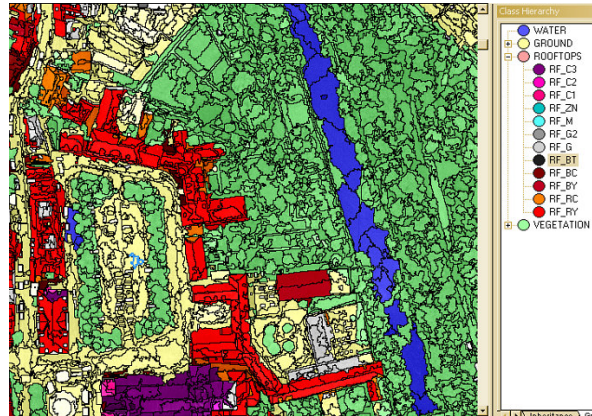 Class Hierarchy
WATER
GROUND
ROOFTOPS
RF_C3
RF_C2
RF_C1
RF_ZN
RF_M
RF_G2
RF_G
RF_BT
RF_BC
RF_BY
RF_RC
RF_RY
VEGETATION